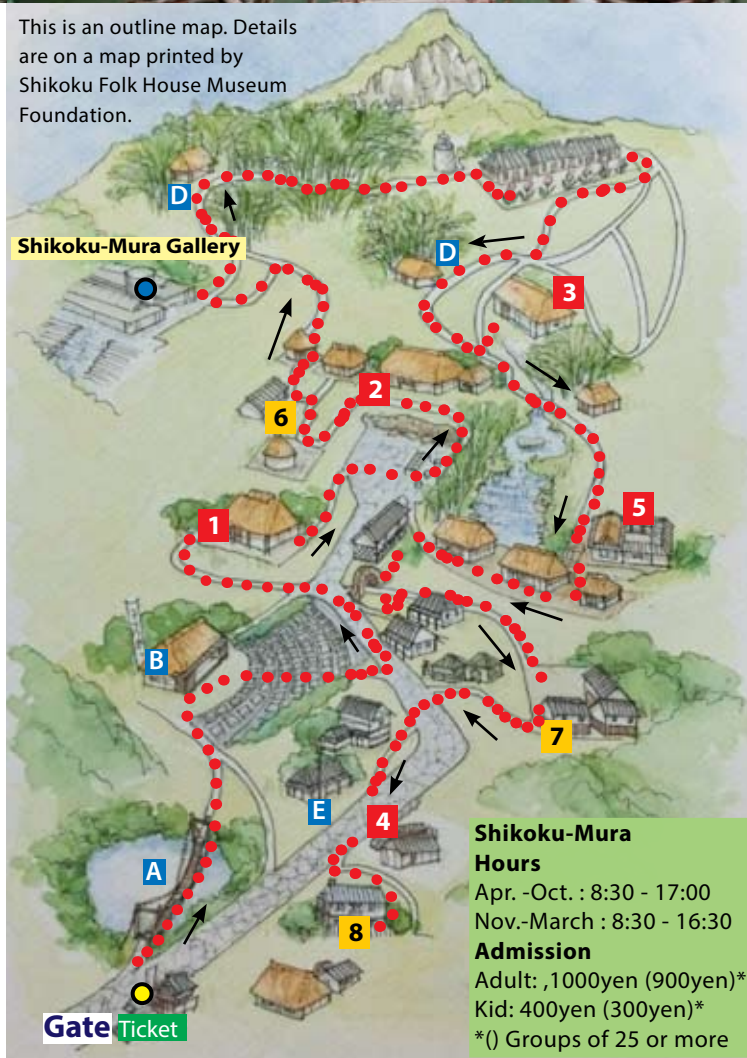 This is an outline map. Details
are on a map printed by
Shikoku Folk House Museum
Foundation.
D
Shikoku-Mura Gallery
D
3
2
6
1
5
B
7
E
4
A
8
Shikoku-Mura
Hours
Apr. -Oct. : 8:30 - 17:00
Nov.-March : 8:30 - 16:30
Admission
Adult: ,1000yen (900yen)*
Kid: 400yen (300yen)*
*() Groups of 25 or more
Gate Ticket